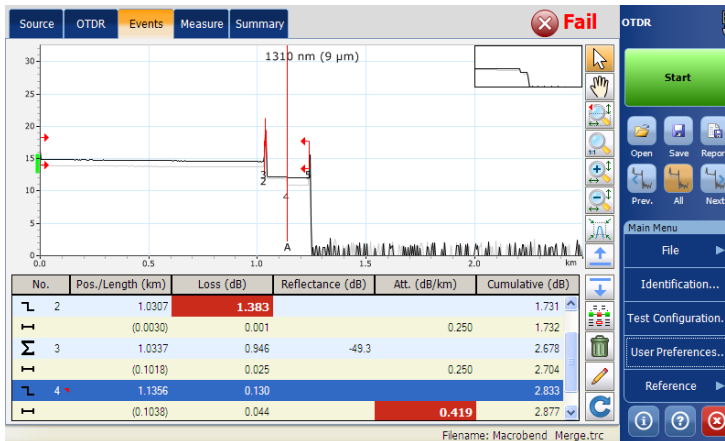 Source OTDR Events Measure Summary Fail OTDR
1310 nm (9 µm)
30
25
20
15
10
5
0
0.0 0.5 1.0 1.5 2.0 km
2
4
A
Start
Open Save Report
Prev. All Next
Main Menu
File
Identification...
Test Configuration.
User Preferences..
Reference
No. Pos./Length (km) Loss (dB) Reflectance (dB) Att. (dB/km) Cumulative (dB)
2 1.0307 1.383 1.731
(0.0030) 0.001 0.250 1.732
3 1.0337 0.946 -49.3 2.678
(0.1018) 0.025 0.250 2.704
4 1.1356 0.130 2.833
(0.1038) 0.044 0.419 2.877
Filename: Macrobend_Merge.trc